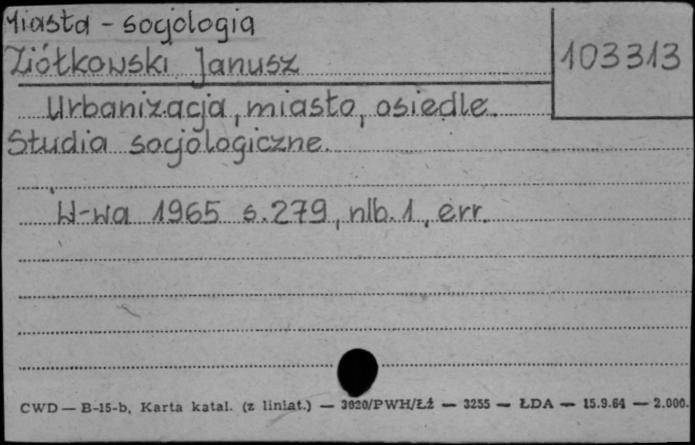 Miasta - socjologia
Ziółkowski Janusz
103313
Urbanizacja, miasto, osiedle.
Studia socjologiczne.
W-wa 1965 s. 279, nlb. 1, err.
CWD — B-15-b, Karta katal. (z liniat.) — 3620/PWH/ŁŻ — 3255 — ŁDA — 15.9.64 — 2.000.